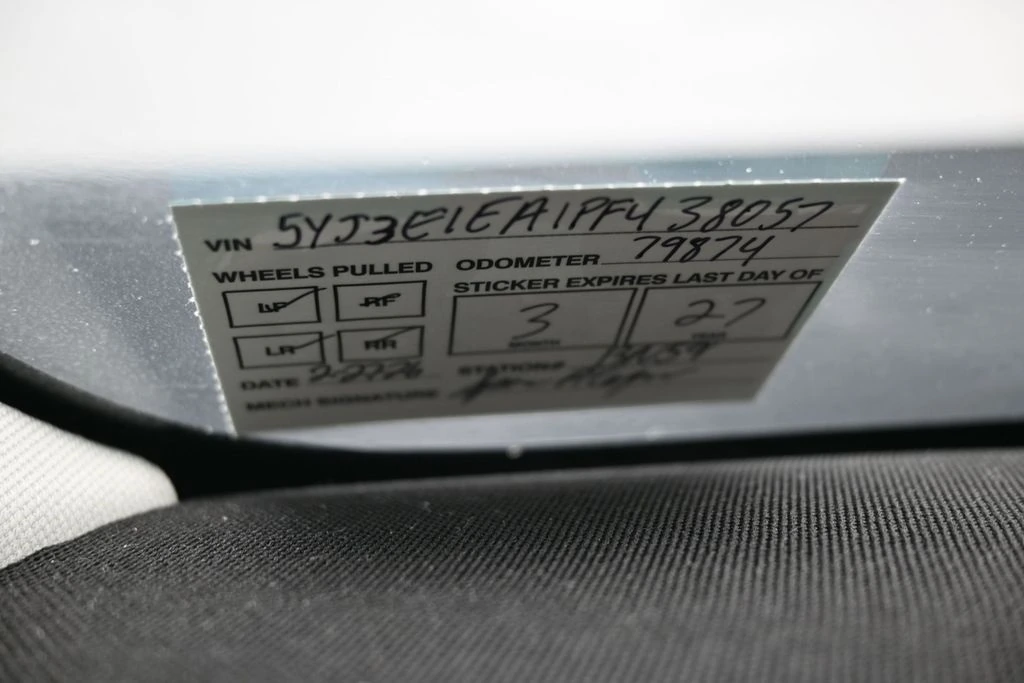 VIN 5YJ3E1EA1PF438057
WHEELS PULLED ODOMETER 79874
STICKER EXPIRES LAST DAY OF
LF RF 3 27
MONTH YEAR
LR RR
DATE 2-27-26 STATION#
MECH SIGNATURE